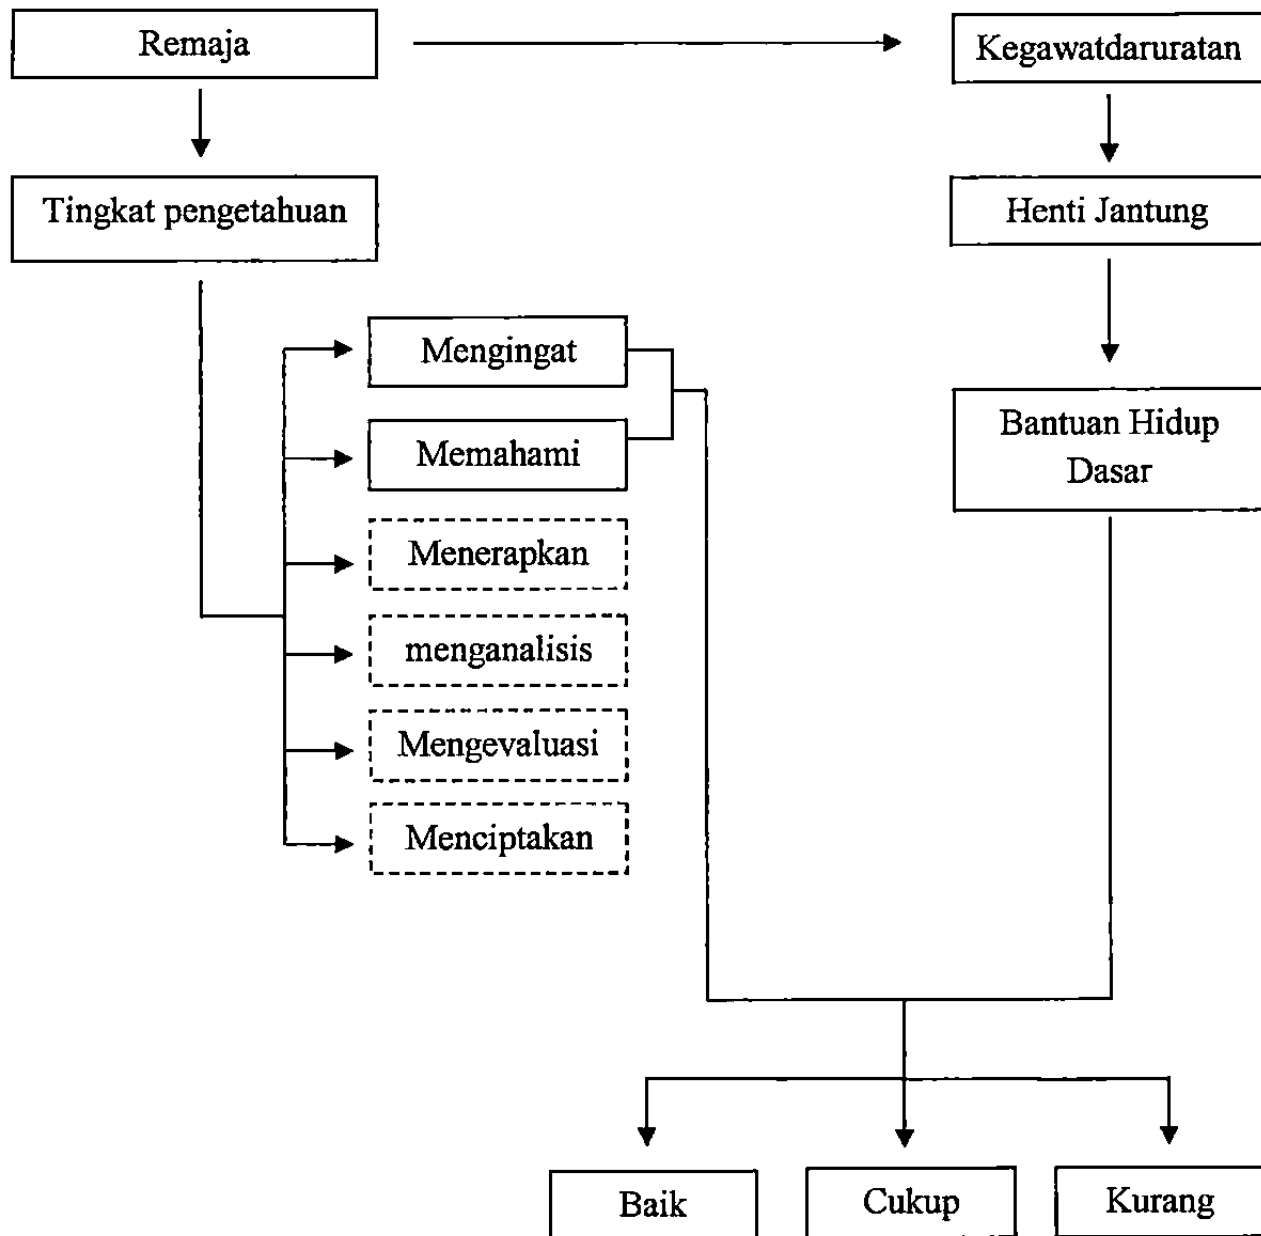 Remaja
Kegawatdaruratan
Tingkat pengetahuan
Henti Jantung
Mengingat
Bantuan Hidup
Dasar
Memahami
Menerapkan
menganalisis
Mengevaluasi
Menciptakan
Baik
Cukup
Kurang